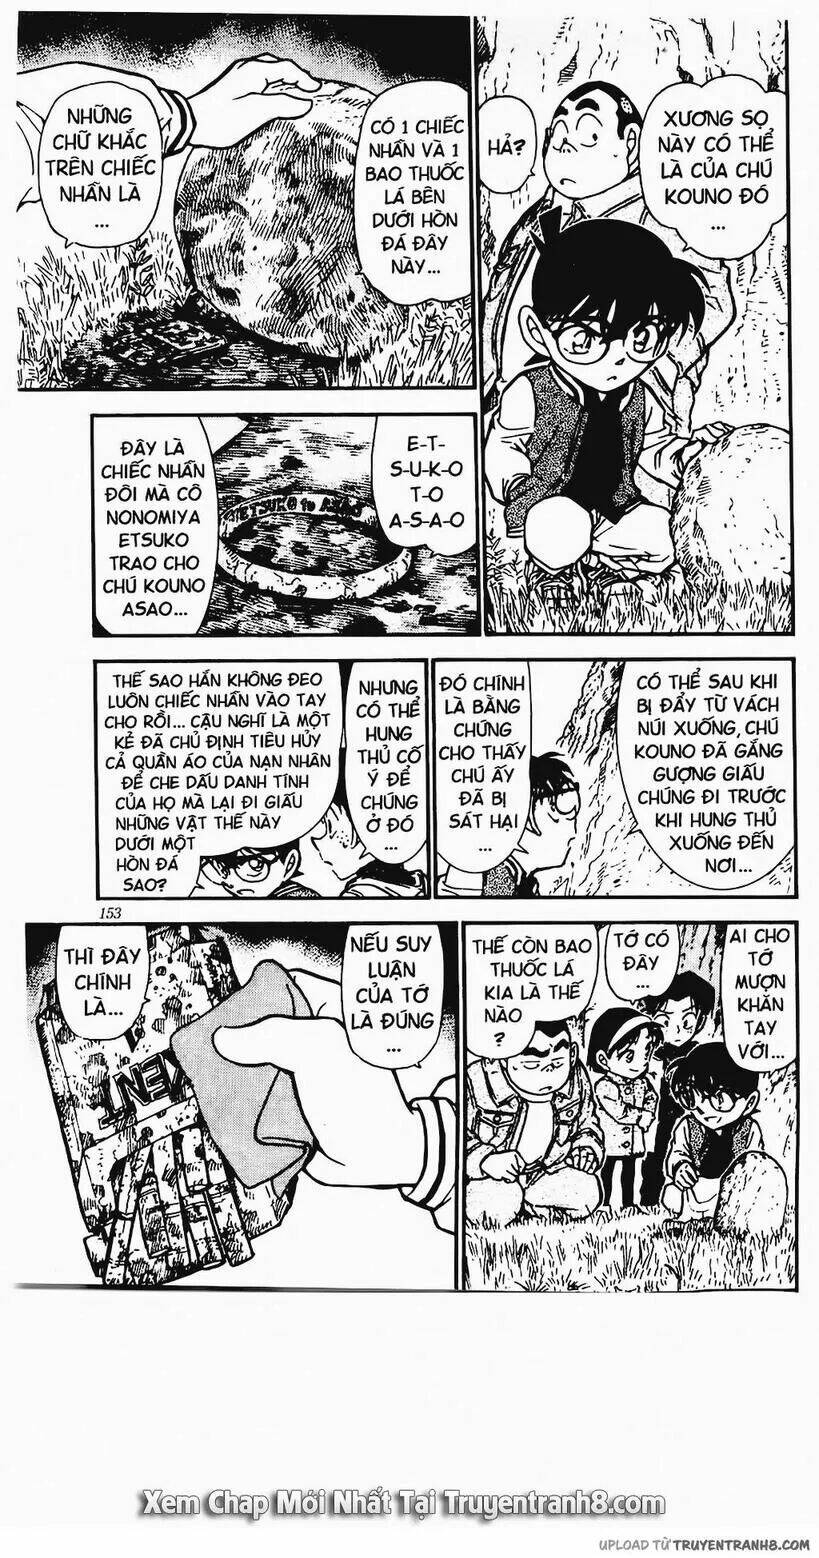 XƯƠNG SỌ
NÀY CÓ THỂ
LÀ CỦA CHÚ
KOUNO ĐÓ
...
HẢ?
CÓ 1 CHIẾC
NHẪN VÀ 1
BAO THUỐC
LÁ BÊN
DƯỚI HÒN
ĐÁ ĐÂY
NÀY...
NHỮNG
CHỮ KHẮC
TRÊN CHIẾC
NHẪN LÀ
...
E-T-
S-U-K-O
T-O
A-S-A-O
ETSUKO to ASAO
ĐÂY LÀ
CHIẾC NHẪN
ĐÔI MÀ CÔ
NONOMIYA
ETSUKO
TRAO CHO
CHÚ KOUNO
ASAO...
CÓ THỂ SAU KHI
BỊ ĐẨY TỪ VÁCH
NÚI XUỐNG, CHÚ
KOUNO ĐÃ GẮNG
GƯỢNG GIẤU
CHÚNG ĐI TRƯỚC
KHI HUNG THỦ
XUỐNG ĐẾN
NƠI...
ĐÓ CHÍNH
LÀ BẰNG
CHỨNG
CHO THẤY
CHÚ ẤY
ĐÃ BỊ
SÁT HẠI
...
NHƯNG
CÓ THỂ
HUNG
THỦ CỐ
Ý ĐỂ
CHÚNG
Ở ĐÓ
...
THẾ SAO HẮN KHÔNG ĐEO
LUÔN CHIẾC NHẪN VÀO TAY
CHO RỒI... CẬU NGHĨ LÀ MỘT
KẺ ĐÃ CHỦ ĐỊNH TIÊU HỦY
CẢ QUẦN ÁO CỦA NẠN NHÂN
ĐỂ CHE DẤU DANH TÍNH
CỦA HỌ MÀ LẠI ĐI GIẤU
NHỮNG VẬT THẾ NÀY
DƯỚI MỘT
HÒN ĐÁ
SAO?
153
AI CHO
TỚ
MƯỢN
KHĂN
TAY
VỚI...
TỚ CÓ
ĐÂY
...
THẾ CÒN BAO
THUỐC LÁ
KIA LÀ THẾ
NÀO
?
NẾU SUY
LUẬN
CỦA TỚ
LÀ ĐÚNG
...
THÌ ĐÂY
CHÍNH
LÀ...
Xem Chap Mới Nhất Tại Truyentranh8.com
UPLOAD TỪ TRUYENTRANH8.COM